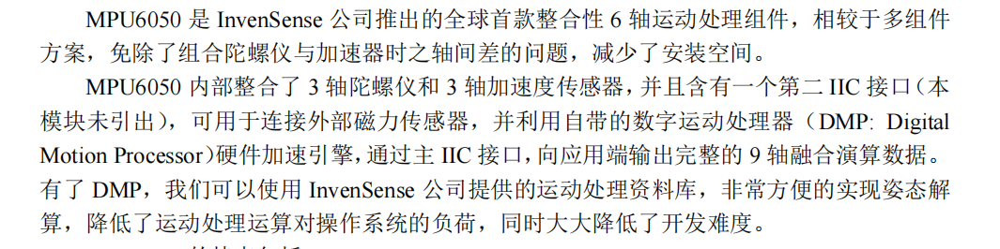 MPU6050 是 InvenSense 公司推出的全球首款整合性 6 轴运动处理组件，相较于多组件
方案，免除了组合陀螺仪与加速器时之轴间差的问题，减少了安装空间。
MPU6050 内部整合了 3 轴陀螺仪和 3 轴加速度传感器，并且含有一个第二 IIC 接口（本
模块未引出），可用于连接外部磁力传感器，并利用自带的数字运动处理器（DMP: Digital
Motion Processor）硬件加速引擎，通过主 IIC 接口，向应用端输出完整的 9 轴融合演算数据。
有了 DMP，我们可以使用 InvenSense 公司提供的运动处理资料库，非常方便的实现姿态解
算，降低了运动处理运算对操作系统的负荷，同时大大降低了开发难度。